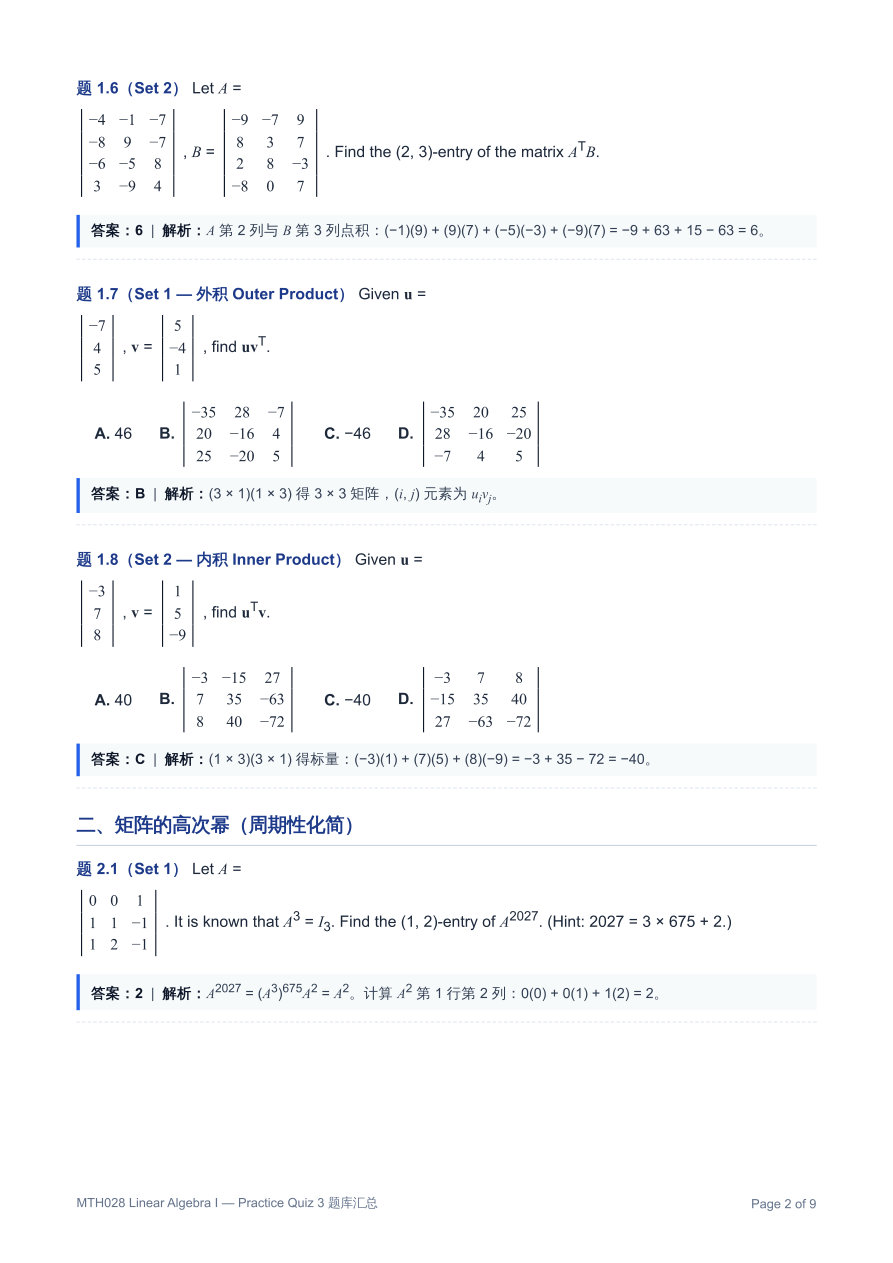 题 1.6（Set 2） Let A =
−4 −1 −7
−8 9 −7
−6 −5 8
3 −9 4
, B =
−9 −7 9
8 3 7
2 8 −3
−8 0 7
. Find the (2, 3)-entry of the matrix AᵀB.
答案：6 | 解析：A 第 2 列与 B 第 3 列点积：(−1)(9) + (9)(7) + (−5)(−3) + (−9)(7) = −9 + 63 + 15 − 63 = 6。
题 1.7（Set 1 — 外积 Outer Product） Given u =
−7
4
5
, v =
5
−4
1
, find uvᵀ.
A. 46
B.
−35 28 −7
20 −16 4
25 −20 5
C. −46
D.
−35 20 25
28 −16 −20
−7 4 5
答案：B | 解析：(3 × 1)(1 × 3) 得 3 × 3 矩阵，(i, j) 元素为 uᵢvⱼ。
题 1.8（Set 2 — 内积 Inner Product） Given u =
−3
7
8
, v =
1
5
−9
, find uᵀv.
A. 40
B.
−3 −15 27
7 35 −63
8 40 −72
C. −40
D.
−3 7 8
−15 35 40
27 −63 −72
答案：C | 解析：(1 × 3)(3 × 1) 得标量：(−3)(1) + (7)(5) + (8)(−9) = −3 + 35 − 72 = −40。
二、矩阵的高次幂（周期性化简）
题 2.1（Set 1） Let A =
0 0 1
1 1 −1
1 2 −1
. It is known that A³ = I₃. Find the (1, 2)-entry of A²⁰²⁷. (Hint: 2027 = 3 × 675 + 2.)
答案：2 | 解析：A²⁰²⁷ = (A³)⁶⁷⁵A² = A²。计算 A² 第 1 行第 2 列：0(0) + 0(1) + 1(2) = 2。
MTH028 Linear Algebra I — Practice Quiz 3 题库汇总
Page 2 of 9